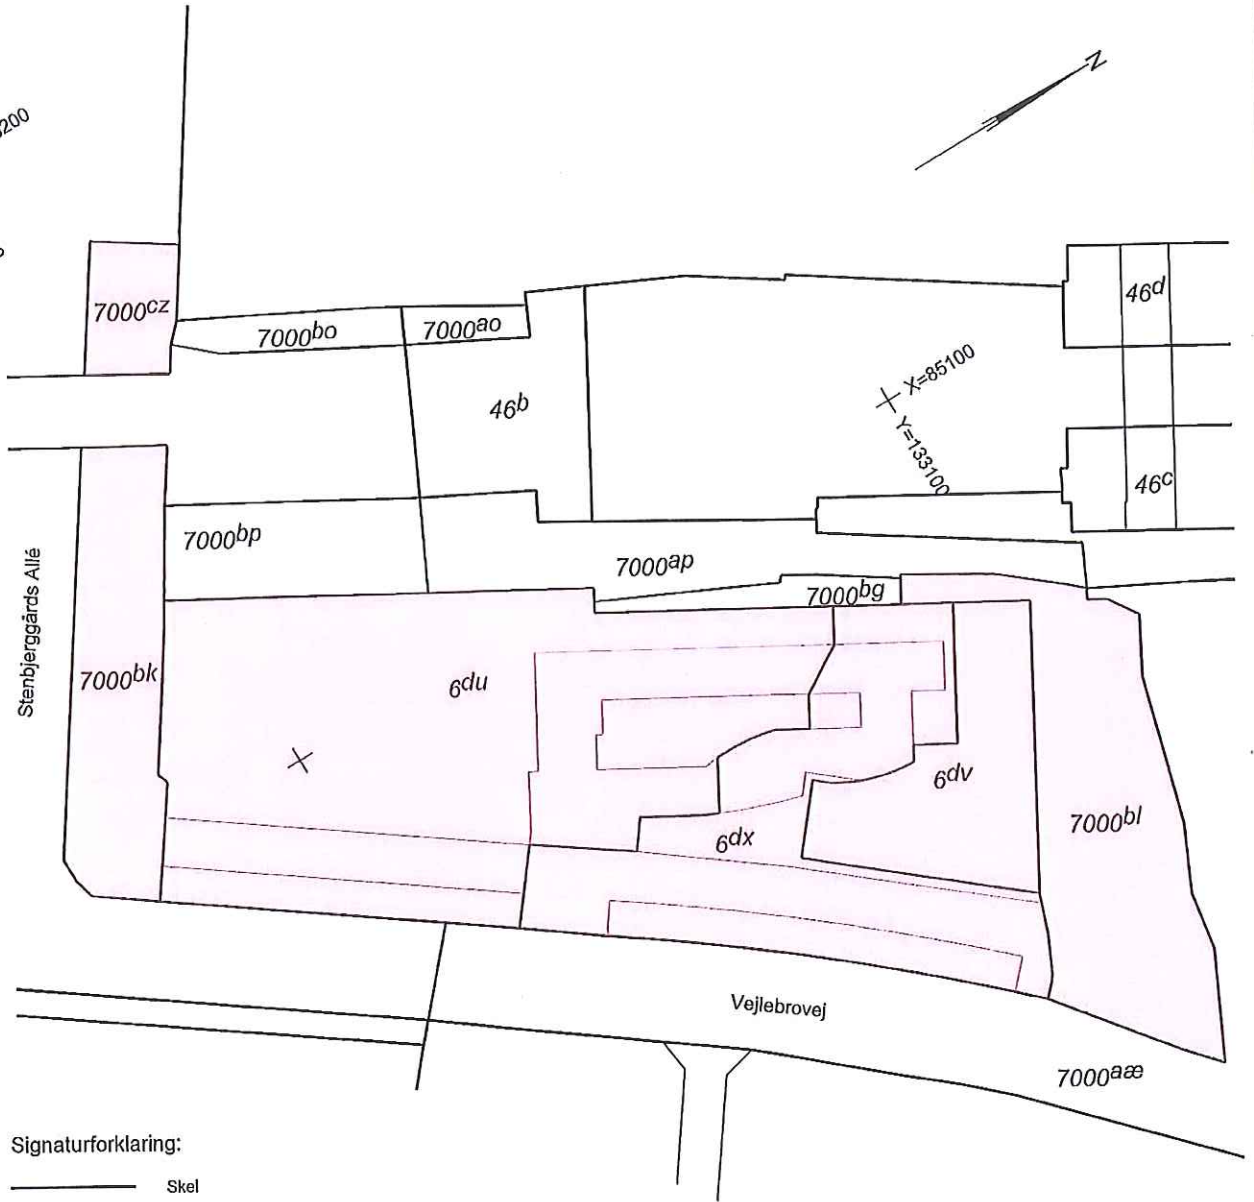 N
7000cz
7000bo
7000ao
46b
46d
X=85100
Y=133100
46c
7000bp
7000ap
7000bg
Stenbjerggårds Allé
7000bk
6du
6dv
7000bl
6dx
Vejlebrovej
7000aæ
Signaturforklaring:
Skel